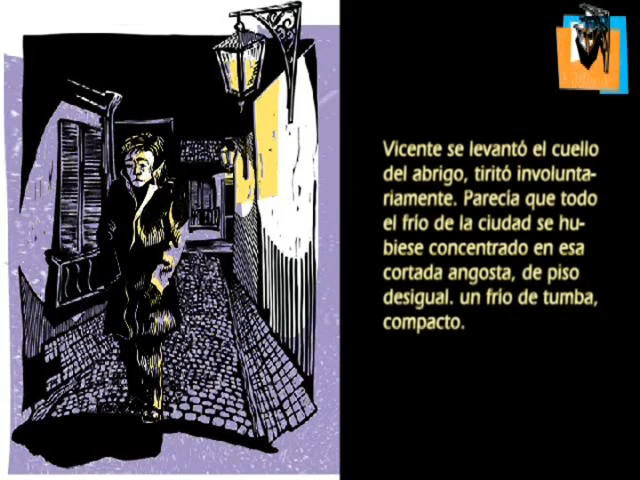 Vicente se levantó el cuello
del abrigo, tiritó involunta-
riamente. Parecía que todo
el frío de la ciudad se hu-
biese concentrado en esa
cortada angosta, de piso
desigual. un frío de tumba,
compacto.